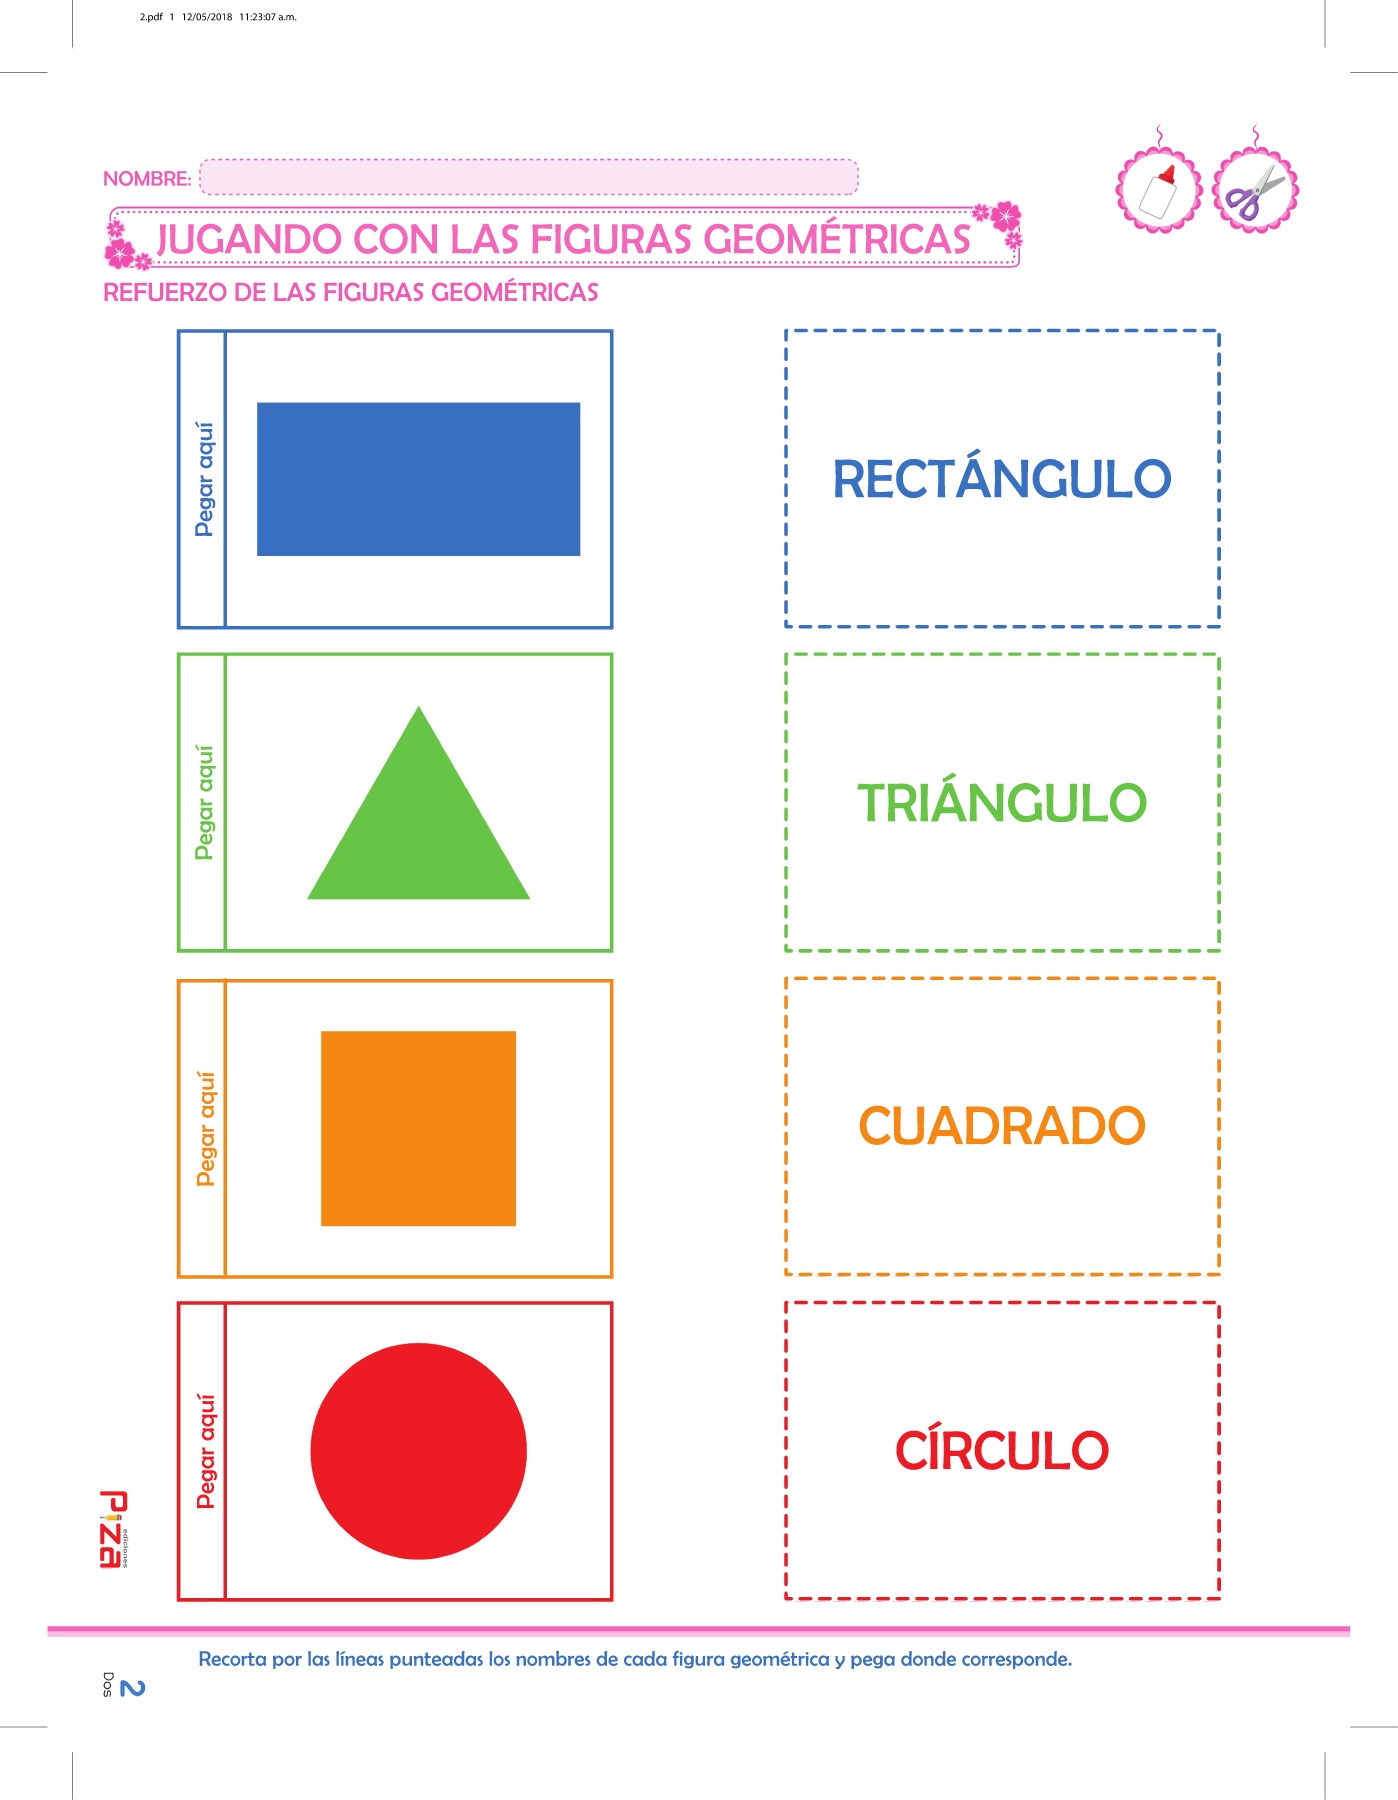 2.pdf 1 12/05/2018 11:23:07 a.m.
NOMBRE:
JUGANDO CON LAS FIGURAS GEOMÉTRICAS
REFUERZO DE LAS FIGURAS GEOMÉTRICAS
Pegar aquí
RECTÁNGULO
Pegar aquí
TRIÁNGULO
Pegar aquí
CUADRADO
Pegar aquí
CÍRCULO
Piza
ediciones
Recorta por las líneas punteadas los nombres de cada figura geométrica y pega donde corresponde.
2
Dos